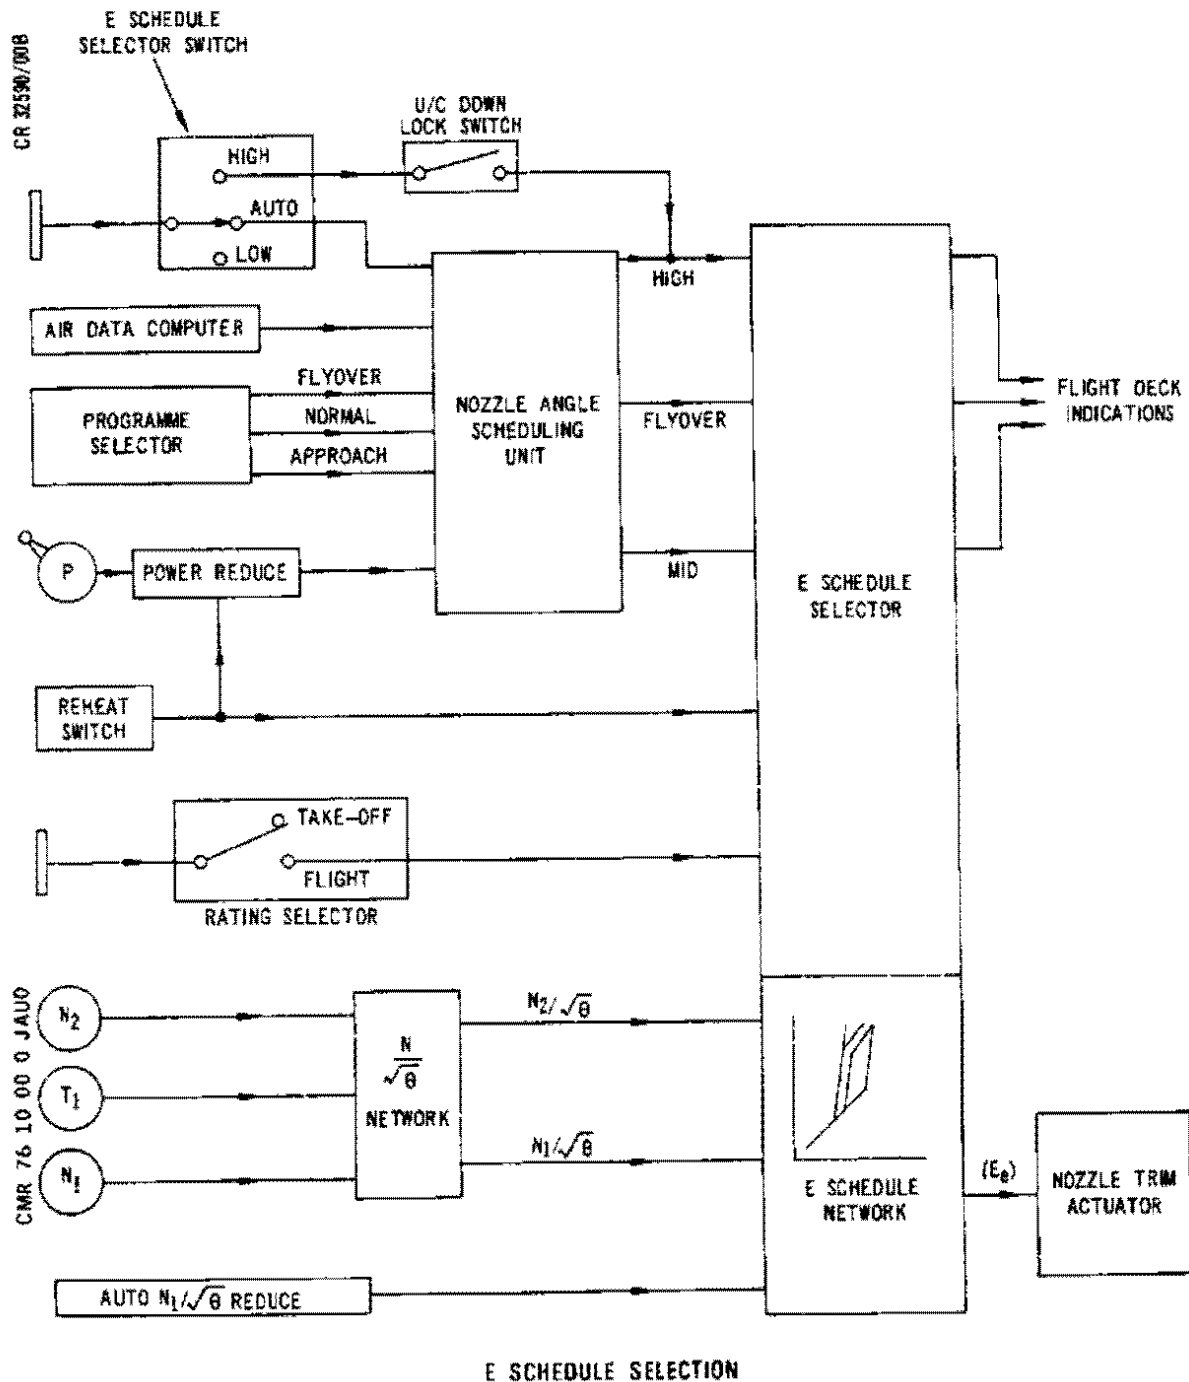 E SCHEDULE
SELECTOR SWITCH
CR 32590/00B
U/C DOWN
LOCK SWITCH
HIGH
AUTO
LOW
HIGH
AIR DATA COMPUTER
PROGRAMME
SELECTOR
FLYOVER
NORMAL
APPROACH
NOZZLE ANGLE
SCHEDULING
UNIT
FLYOVER
FLIGHT DECK
INDICATIONS
P
POWER REDUCE
MID
E SCHEDULE
SELECTOR
REHEAT
SWITCH
TAKE-OFF
FLIGHT
RATING SELECTOR
CMR 76 10 00 0 JAUO
N2
T1
N1
N
√θ
NETWORK
N2/√θ
N1/√θ
E SCHEDULE
NETWORK
(Ee)
NOZZLE TRIM
ACTUATOR
AUTO N1/√θ REDUCE
E SCHEDULE SELECTION